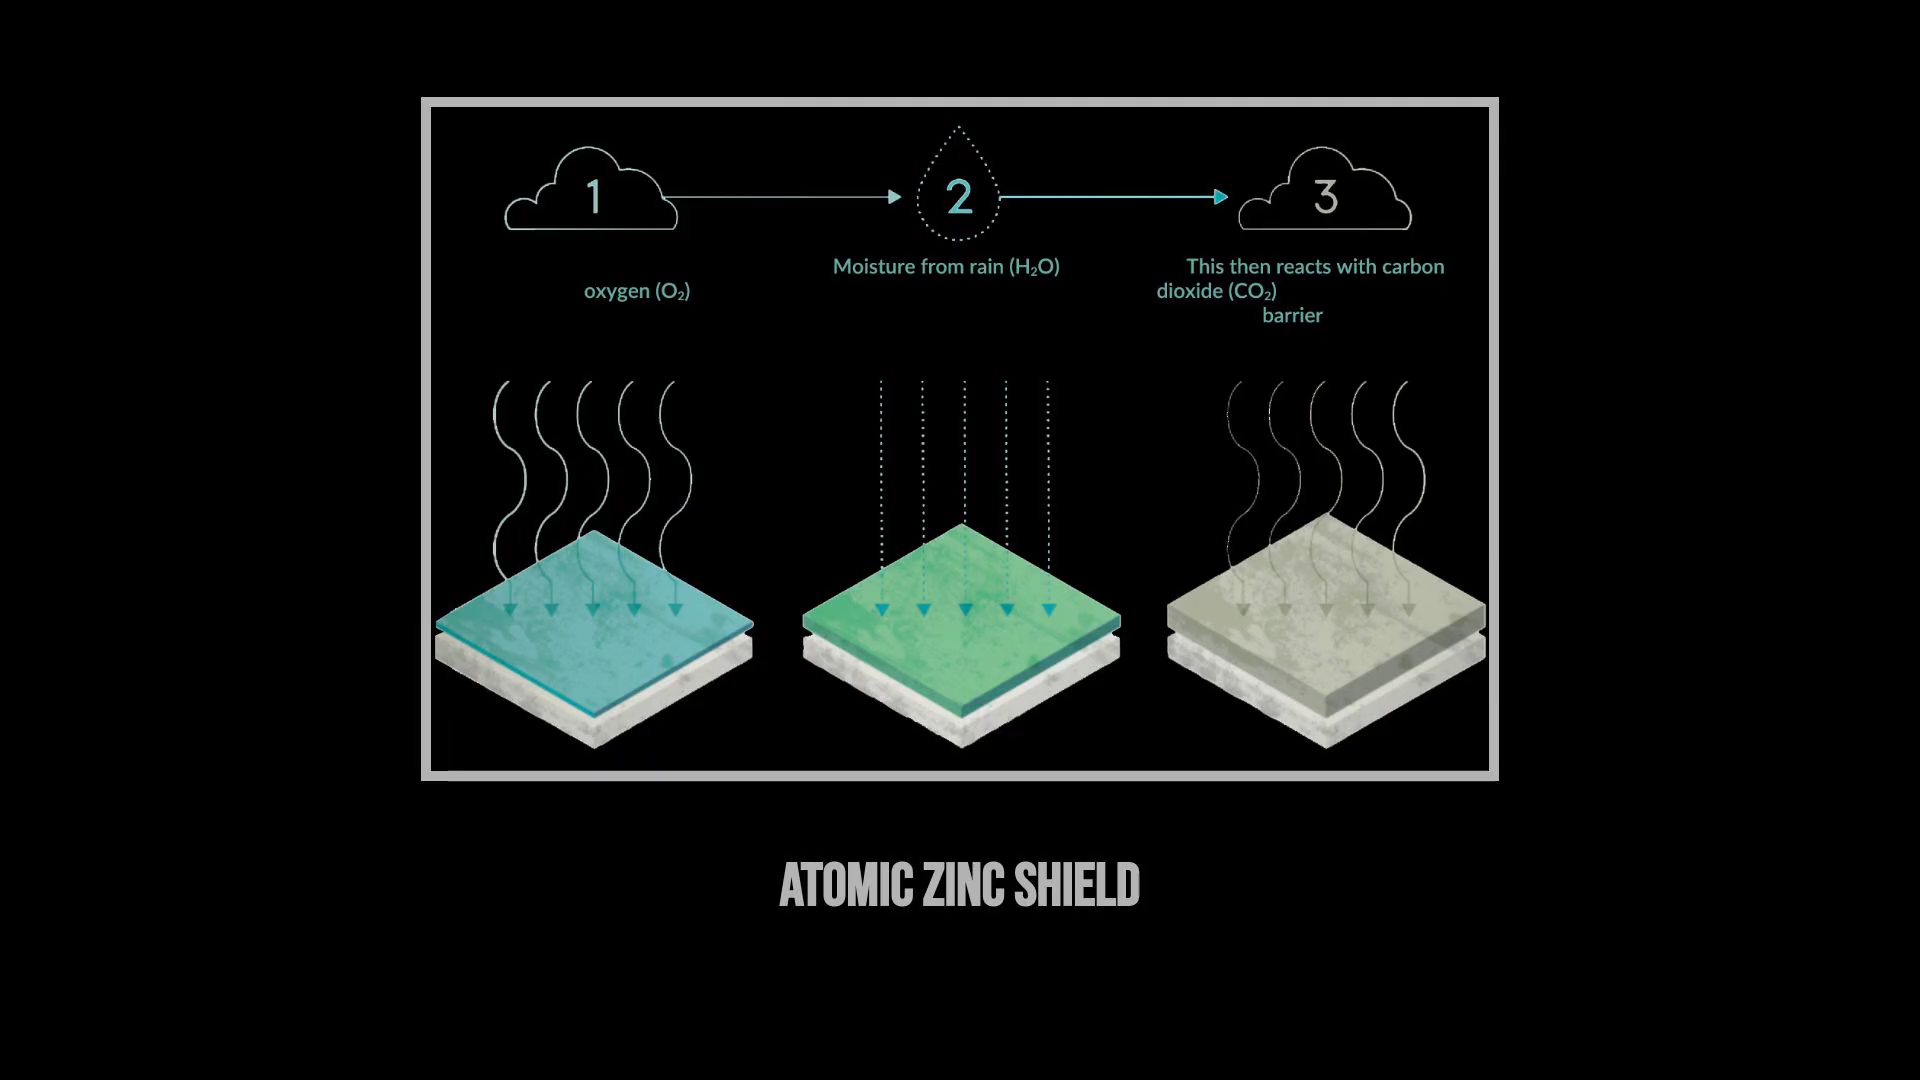 1
2
3
oxygen (O₂)
Moisture from rain (H₂O)
This then reacts with carbon
dioxide (CO₂)
barrier
ATOMIC ZINC SHIELD